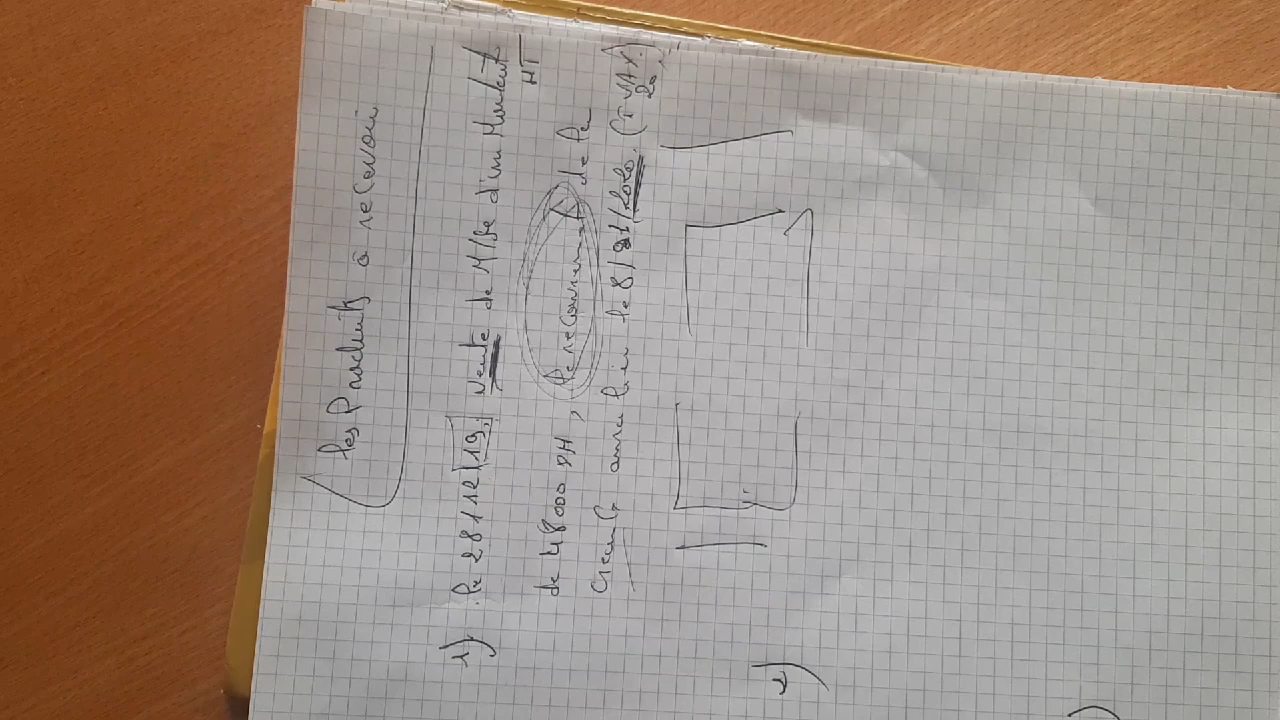 les Produits à recevoir
1) le 28/12/19, Vente de M/se d'un Montant HT
de 48000 DH, le recouvrement de la
Créance aura lieu le 8/01/2020. (TVA 20%)
2)
)